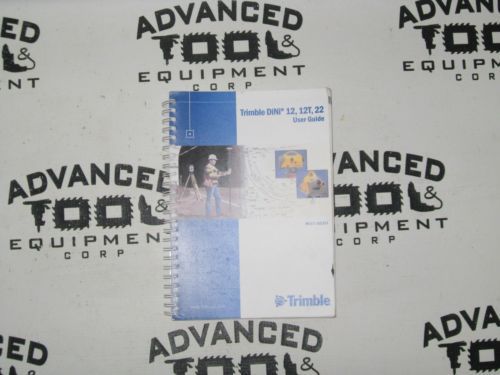 ADVANCED
TOOL &
EQUIPMENT
CORP
ADVANCED
TOOL &
EQUIPMENT
CORP
Trimble DiNi® 12, 12T, 22
User Guide
Trimble
ADVANCED
TOOL &
EQUIPMENT
CORP
ADVANCED
TOOL &
EQUIPMENT
CORP
ADVANCED
ADVANCED